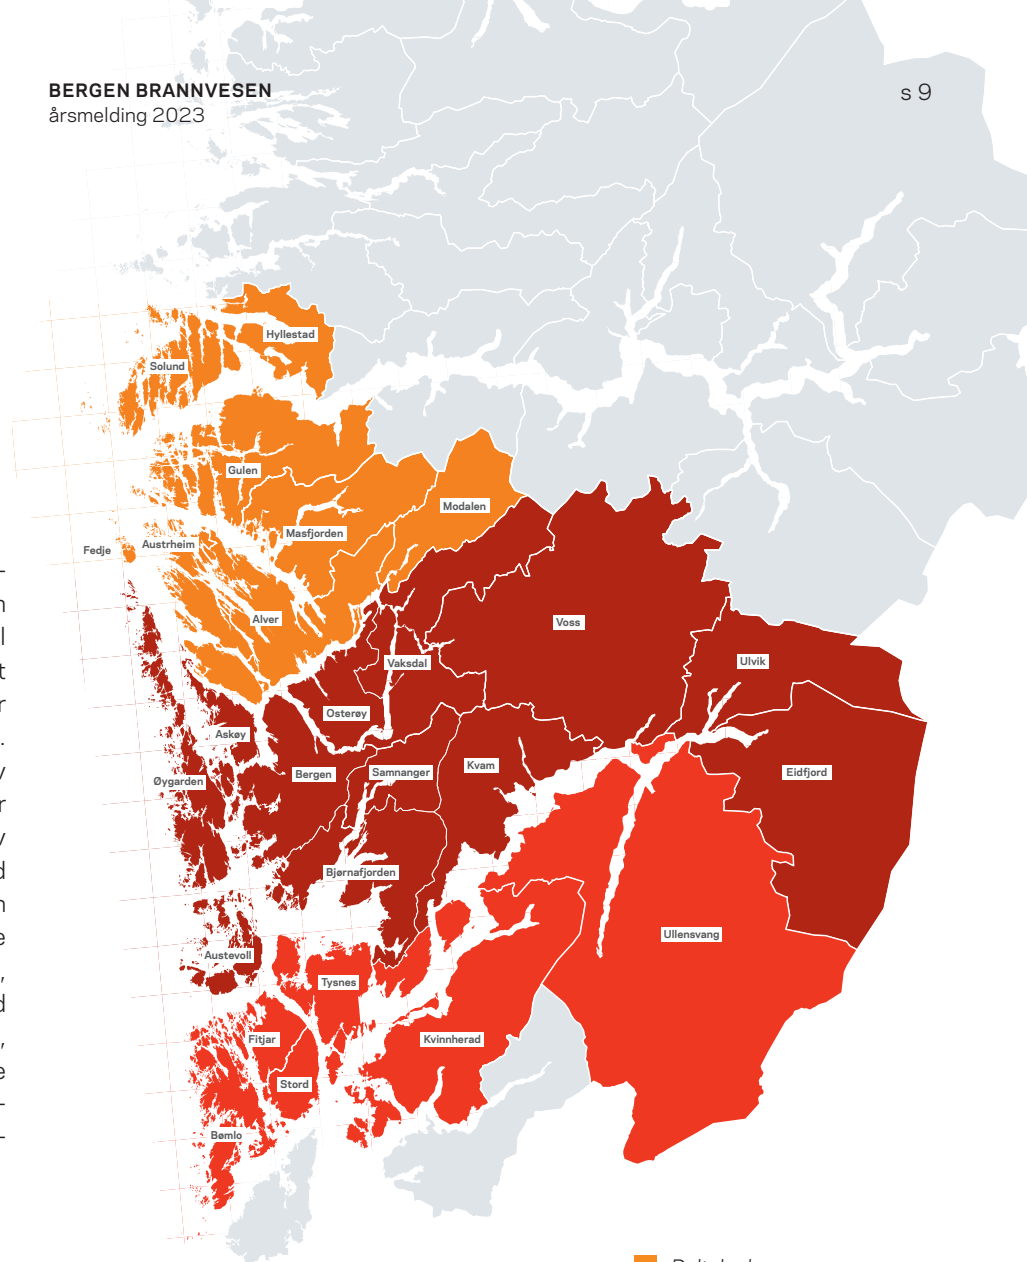 BERGEN BRANNVESEN
årsmelding 2023
s 9
Hyllestad
Solund
Gulen
Modalen
Masfjorden
Austrheim
Fedje
Alver
Voss
Vaksdal
Ulvik
Osterøy
Askøy
Kvam
Samnanger
Bergen
Eidfjord
Øygarden
Bjørnafjorden
Ullensvang
Austevoll
Tysnes
Fitjar
Kvinnherad
Stord
Bømlo